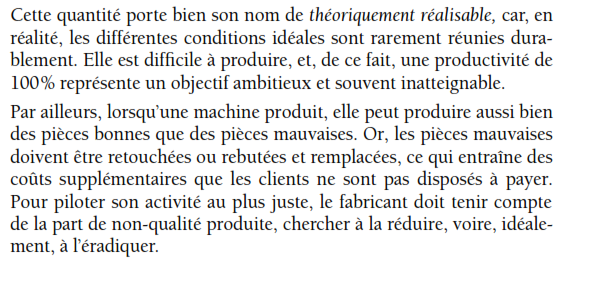 Cette quantité porte bien son nom de théoriquement réalisable, car, en
réalité, les différentes conditions idéales sont rarement réunies dura-
blement. Elle est difficile à produire, et, de ce fait, une productivité de
100% représente un objectif ambitieux et souvent inatteignable.
Par ailleurs, lorsqu'une machine produit, elle peut produire aussi bien
des pièces bonnes que des pièces mauvaises. Or, les pièces mauvaises
doivent être retouchées ou rebutées et remplacées, ce qui entraîne des
coûts supplémentaires que les clients ne sont pas disposés à payer.
Pour piloter son activité au plus juste, le fabricant doit tenir compte
de la part de non-qualité produite, chercher à la réduire, voire, idéale-
ment, à l'éradiquer.